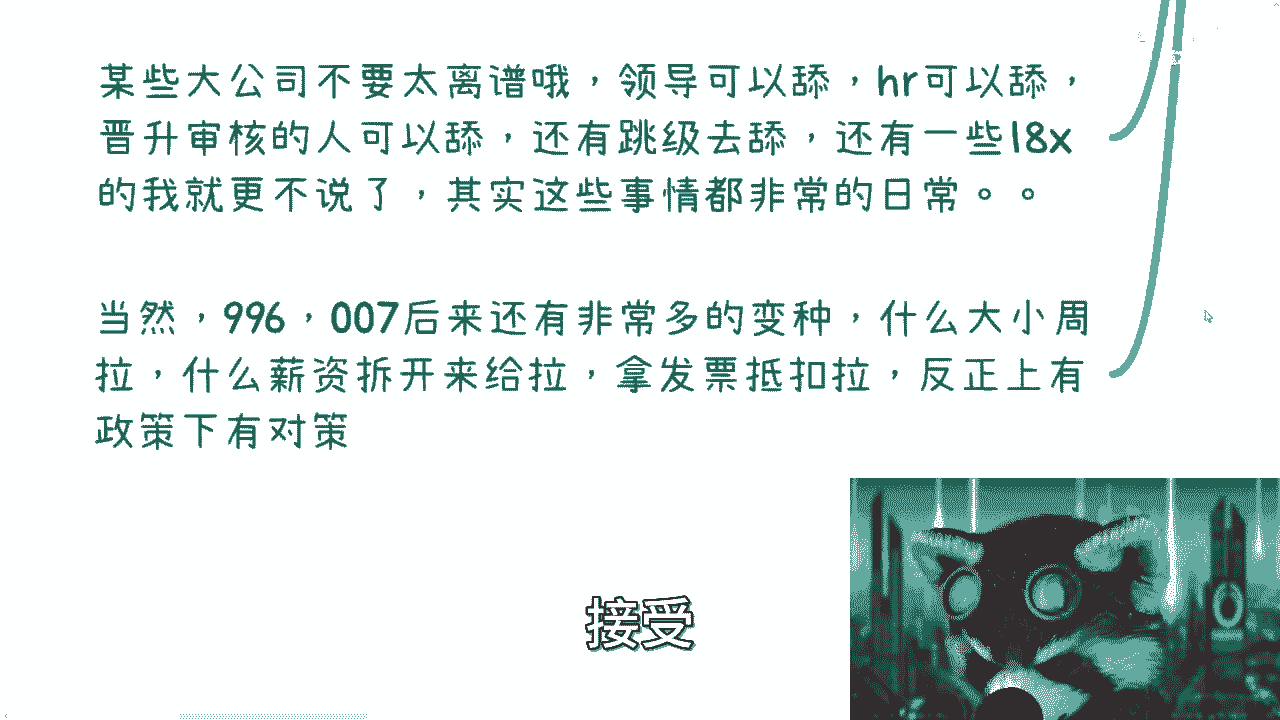 某些大公司不要太离谱哦，领导可以舔，hr可以舔，
晋升审核的人可以舔，还有跳级去舔，还有一些18x
的我就更不说了，其实这些事情都非常的日常。。
当然，996，007后来还有非常多的变种，什么大小周
拉，什么薪资拆开来给拉，拿发票抵扣拉，反正上有
政策下有对策
接受